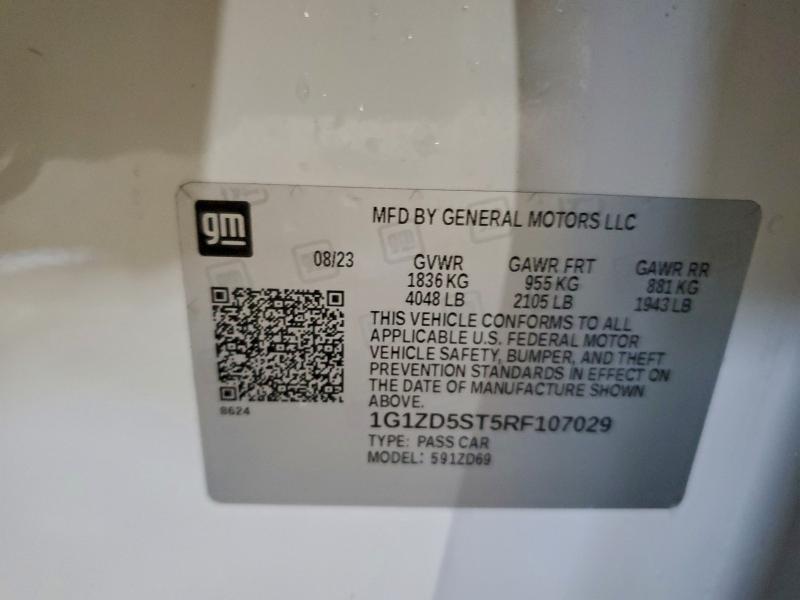 gm
MFD BY GENERAL MOTORS LLC
08/23
GVWR GAWR FRT GAWR RR
1836 KG 955 KG 881 KG
4048 LB 2105 LB 1943 LB
THIS VEHICLE CONFORMS TO ALL
APPLICABLE U.S. FEDERAL MOTOR
VEHICLE SAFETY, BUMPER, AND THEFT
PREVENTION STANDARDS IN EFFECT ON
THE DATE OF MANUFACTURE SHOWN
ABOVE.
8624
1G1ZD5ST5RF107029
TYPE: PASS CAR
MODEL: 591ZD69